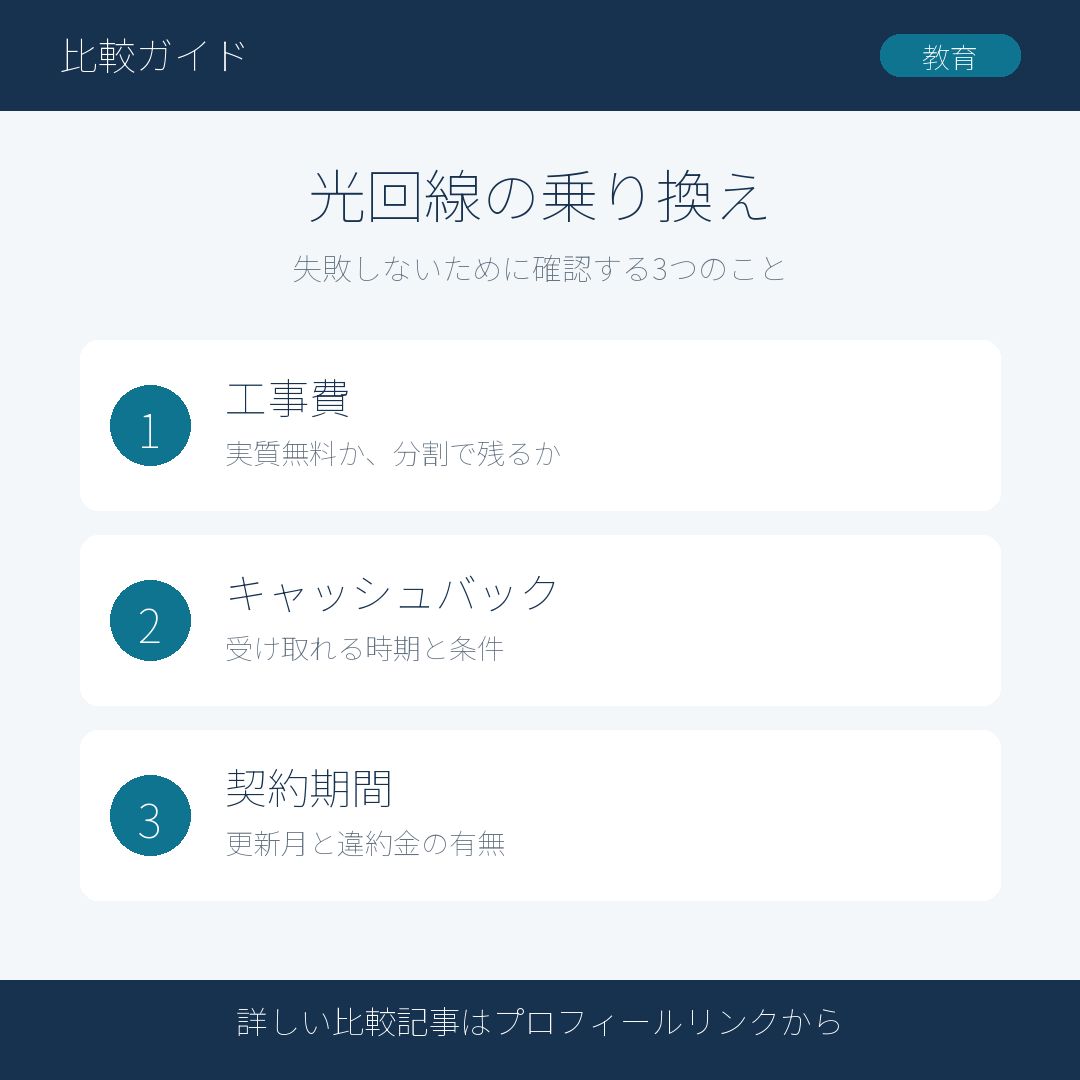 比較ガイド
教育
光回線の乗り換え
失敗しないために確認する3つのこと
1
工事費
実質無料か、分割で残るか
2
キャッシュバック
受け取れる時期と条件
3
契約期間
更新月と違約金の有無
詳しい比較記事はプロフィールリンクから